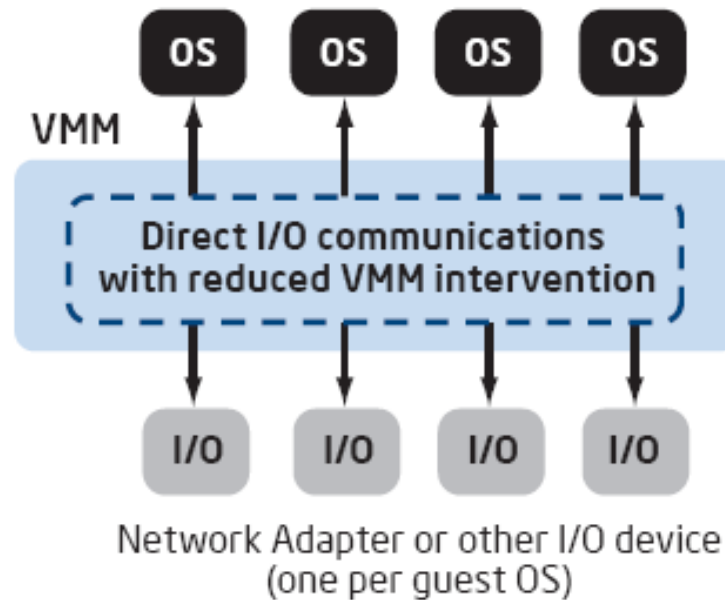 OS OS OS OS
VMM
Direct I/O communications
with reduced VMM intervention
I/O I/O I/O I/O
Network Adapter or other I/O device
(one per guest OS)